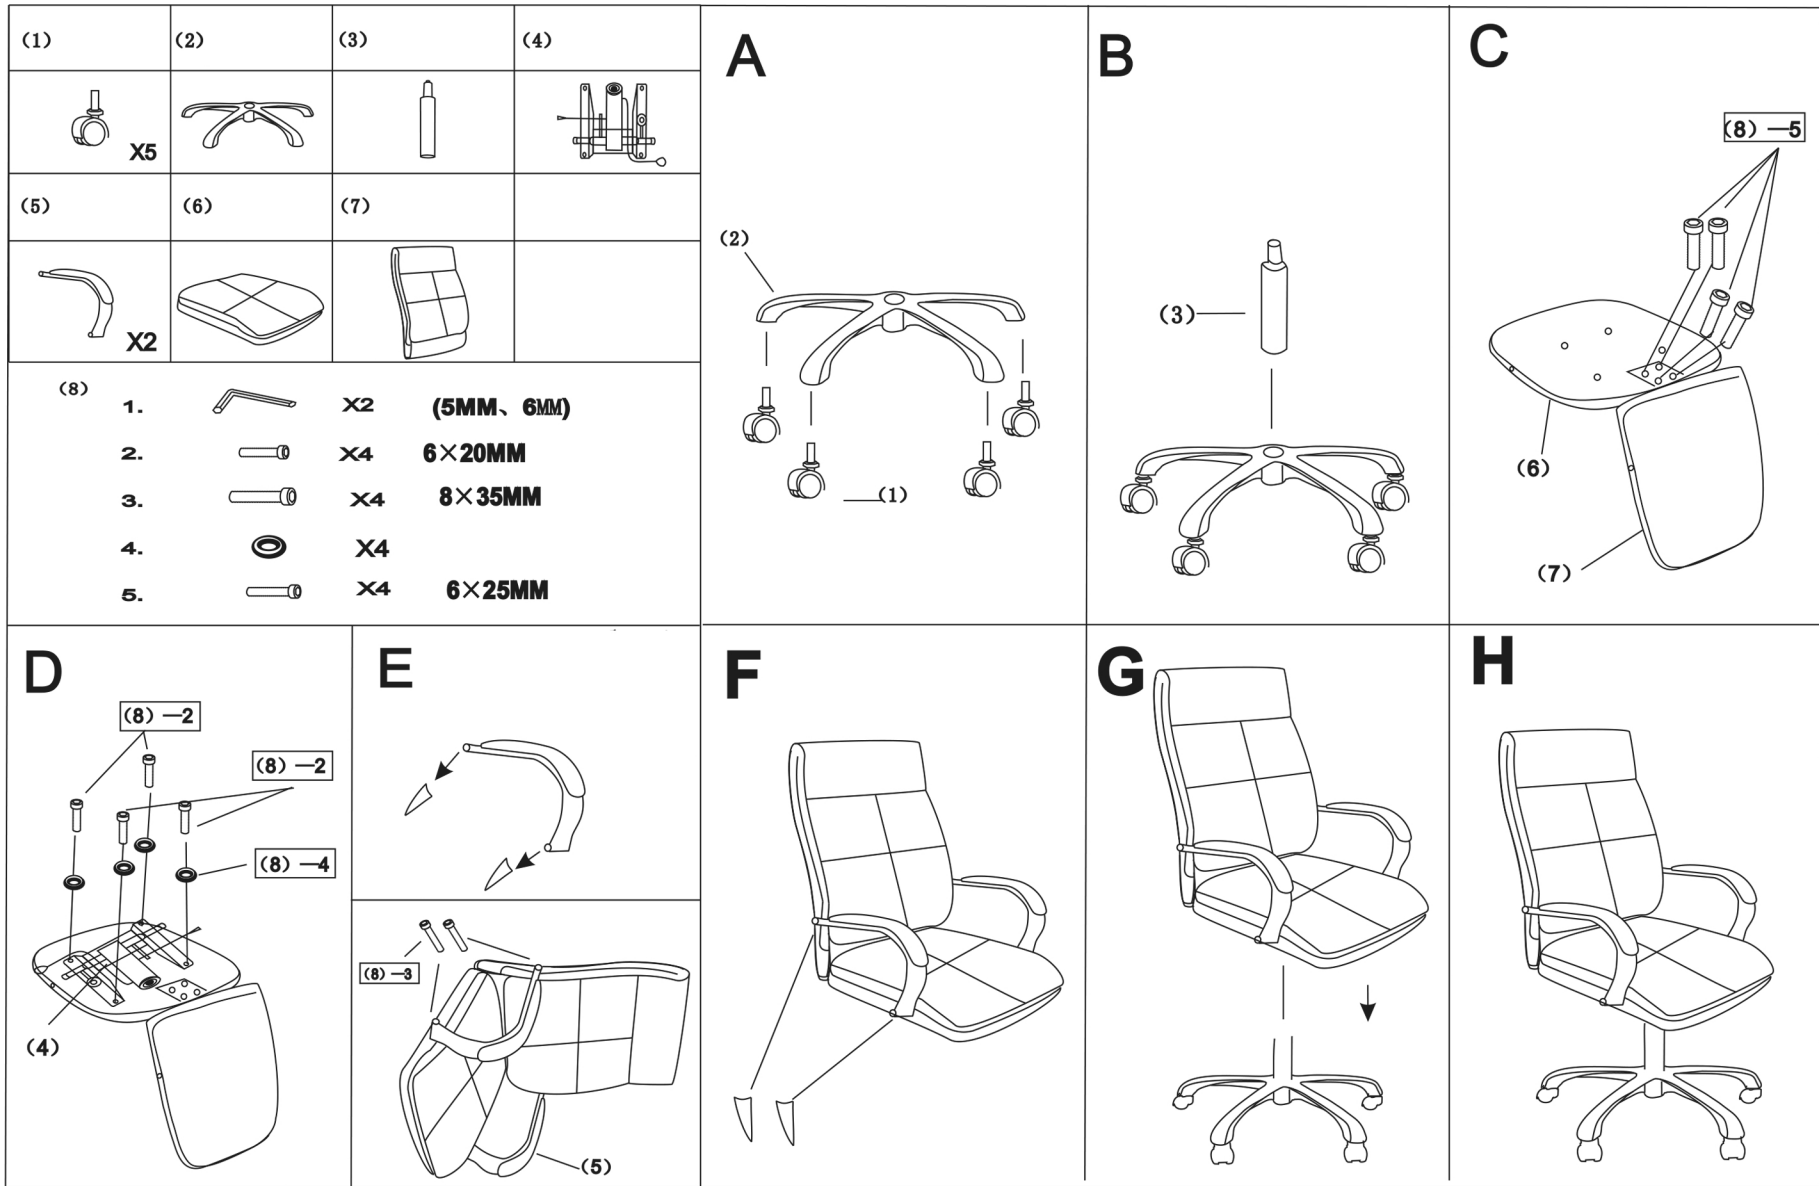 (1) (2) (3) (4)
X5
(5) (6) (7)
X2
(8)
1. X2 (5MM、6MM)
2. X4 6×20MM
3. X4 8×35MM
4. X4
5. X4 6×25MM
A
(2)
(1)
B
(3)
C
(8)—5
(6)
(7)
D
(8)—2
(8)—2
(8)—4
(4)
E
(8)—3
(5)
F
G
H